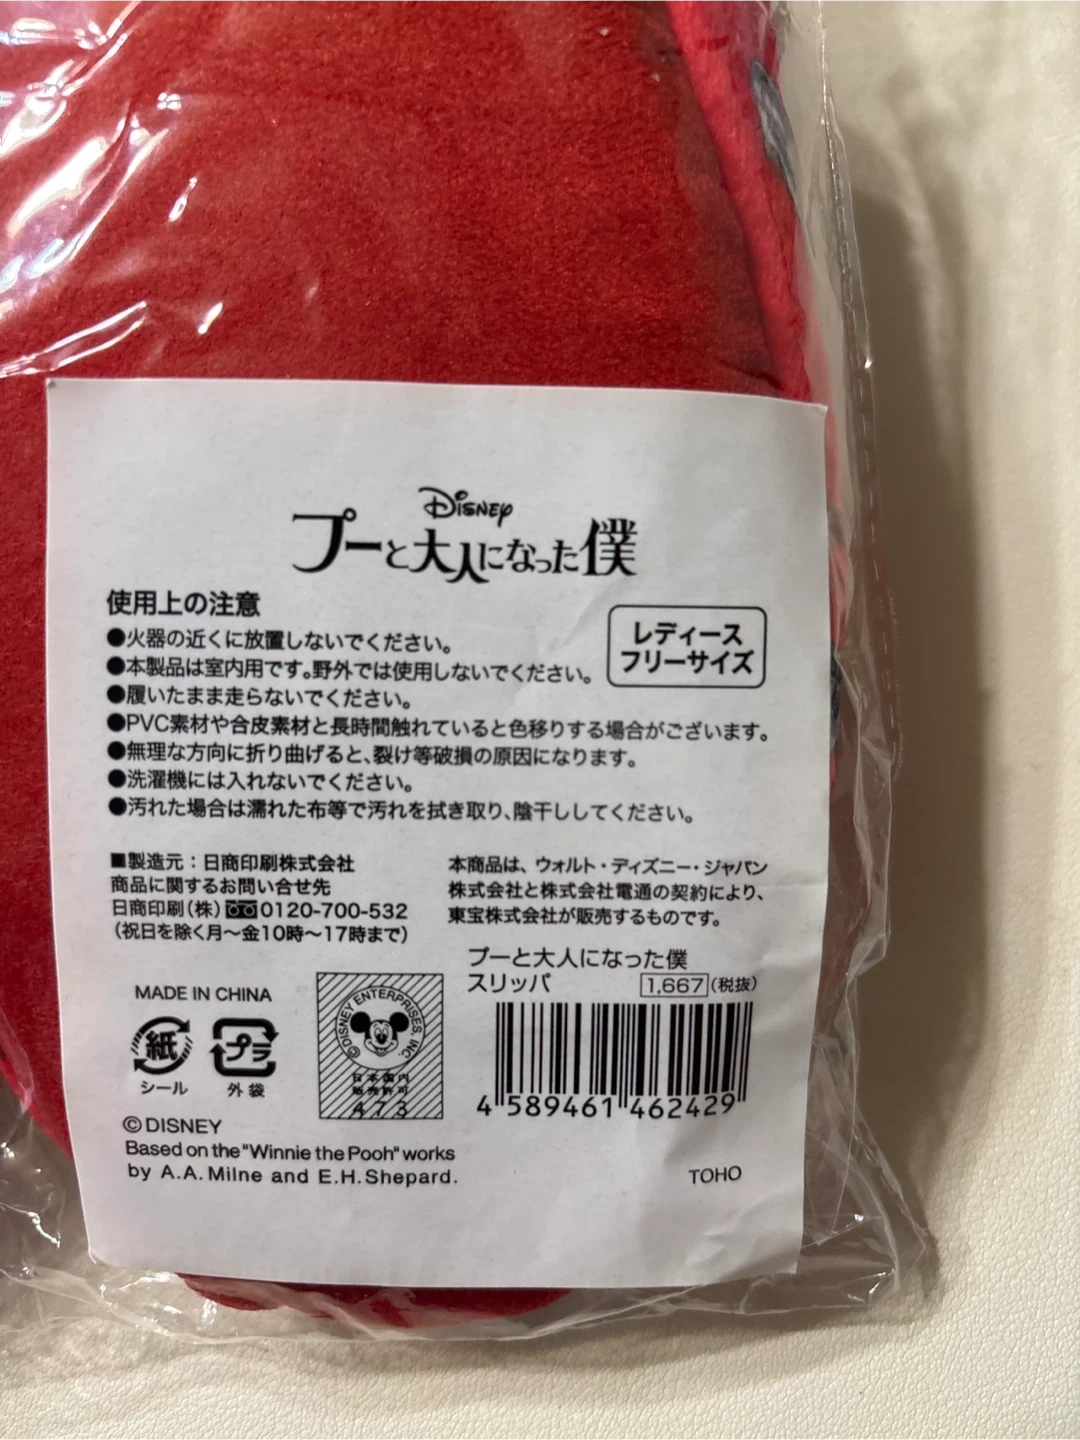 Disney
プーと大人になった僕
使用上の注意
●火器の近くに放置しないでください。
●本製品は室内用です。野外では使用しないでください。
●履いたまま走らないでください。
●PVC素材や合皮素材と長時間触れていると色移りする場合がございます。
●無理な方向に折り曲げると、裂け等破損の原因になります。
●洗濯機には入れないでください。
●汚れた場合は濡れた布等で汚れを拭き取り、陰干ししてください。
レディース
フリーサイズ
■製造元：日商印刷株式会社
商品に関するお問い合せ先
日商印刷(株) 0120-700-532
(祝日を除く月〜金10時〜17時まで)
本商品は、ウォルト・ディズニー・ジャパン
株式会社と株式会社電通の契約により、
東宝株式会社が販売するものです。
プーと大人になった僕
スリッパ 1,667 (税抜)
MADE IN CHINA
紙
シール
プラ
外袋
©DISNEY ENTERPRISES, INC.
日本国内
販売許可
473
4 589461 462429
©DISNEY
Based on the "Winnie the Pooh" works
by A.A. Milne and E.H. Shepard.
TOHO